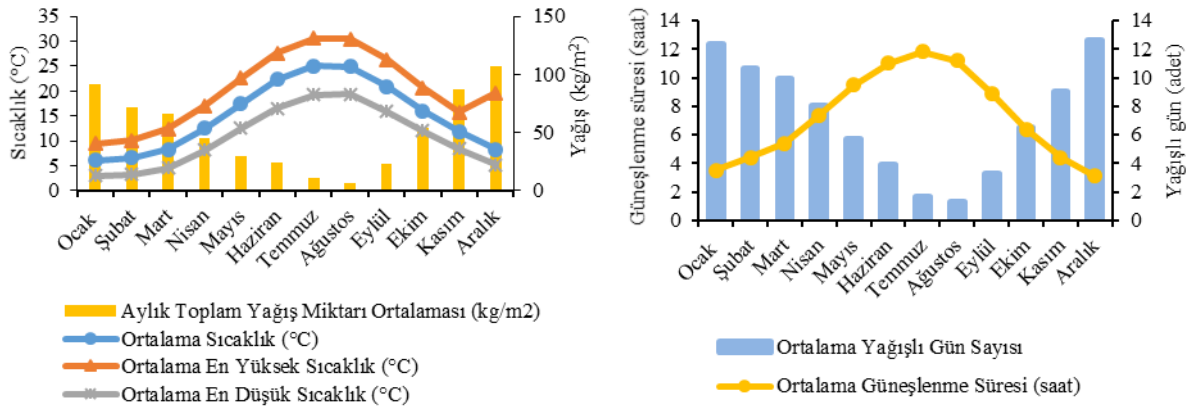 Sıcaklık (°C)
35
30
25
20
15
10
5
0
150
100
50
0
Yağış (kg/m²)
Ocak
Şubat
Mart
Nisan
Mayıs
Haziran
Temmuz
Ağustos
Eylül
Ekim
Kasım
Aralık
Aylık Toplam Yağış Miktarı Ortalaması (kg/m2)
Ortalama Sıcaklık (°C)
Ortalama En Yüksek Sıcaklık (°C)
Ortalama En Düşük Sıcaklık (°C)
Güneşlenme süresi (saat)
14
12
10
8
6
4
2
0
14
12
10
8
6
4
2
0
Yağışlı gün (adet)
Ocak
Şubat
Mart
Nisan
Mayıs
Haziran
Temmuz
Ağustos
Eylül
Ekim
Kasım
Aralık
Ortalama Yağışlı Gün Sayısı
Ortalama Güneşlenme Süresi (saat)